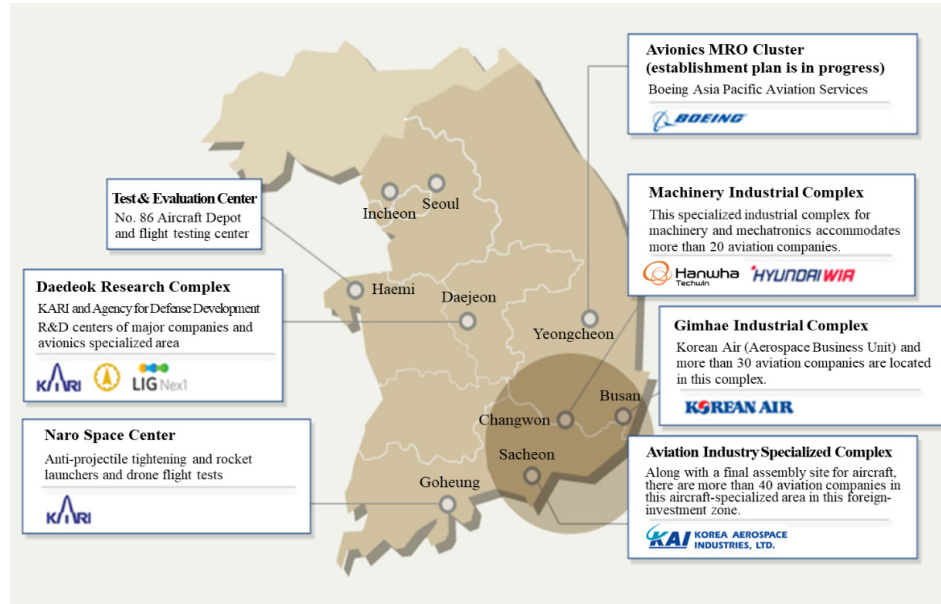 Avionics MRO Cluster
(establishment plan is in progress)
Boeing Asia Pacific Aviation Services
BOEING
Test & Evaluation Center
No. 86 Aircraft Depot
and flight testing center
Machinery Industrial Complex
This specialized industrial complex for
machinery and mechatronics accommodates
more than 20 aviation companies.
Hanwha
Techwin
HYUNDAI WIA
Daedeok Research Complex
KARI and Agency for Defense Development
R&D centers of major companies and
avionics specialized area
KARI
LIG Nex1
Gimhae Industrial Complex
Korean Air (Aerospace Business Unit) and
more than 30 aviation companies are located
in this complex.
KOREAN AIR
Naro Space Center
Anti-projectile tightening and rocket
launchers and drone flight tests
KARI
Aviation Industry Specialized Complex
Along with a final assembly site for aircraft,
there are more than 40 aviation companies in
this aircraft-specialized area in this foreign-
investment zone.
KAI KOREA AEROSPACE
INDUSTRIES, LTD.
Incheon
Seoul
Haemi
Daejeon
Yeongcheon
Busan
Changwon
Sacheon
Goheung